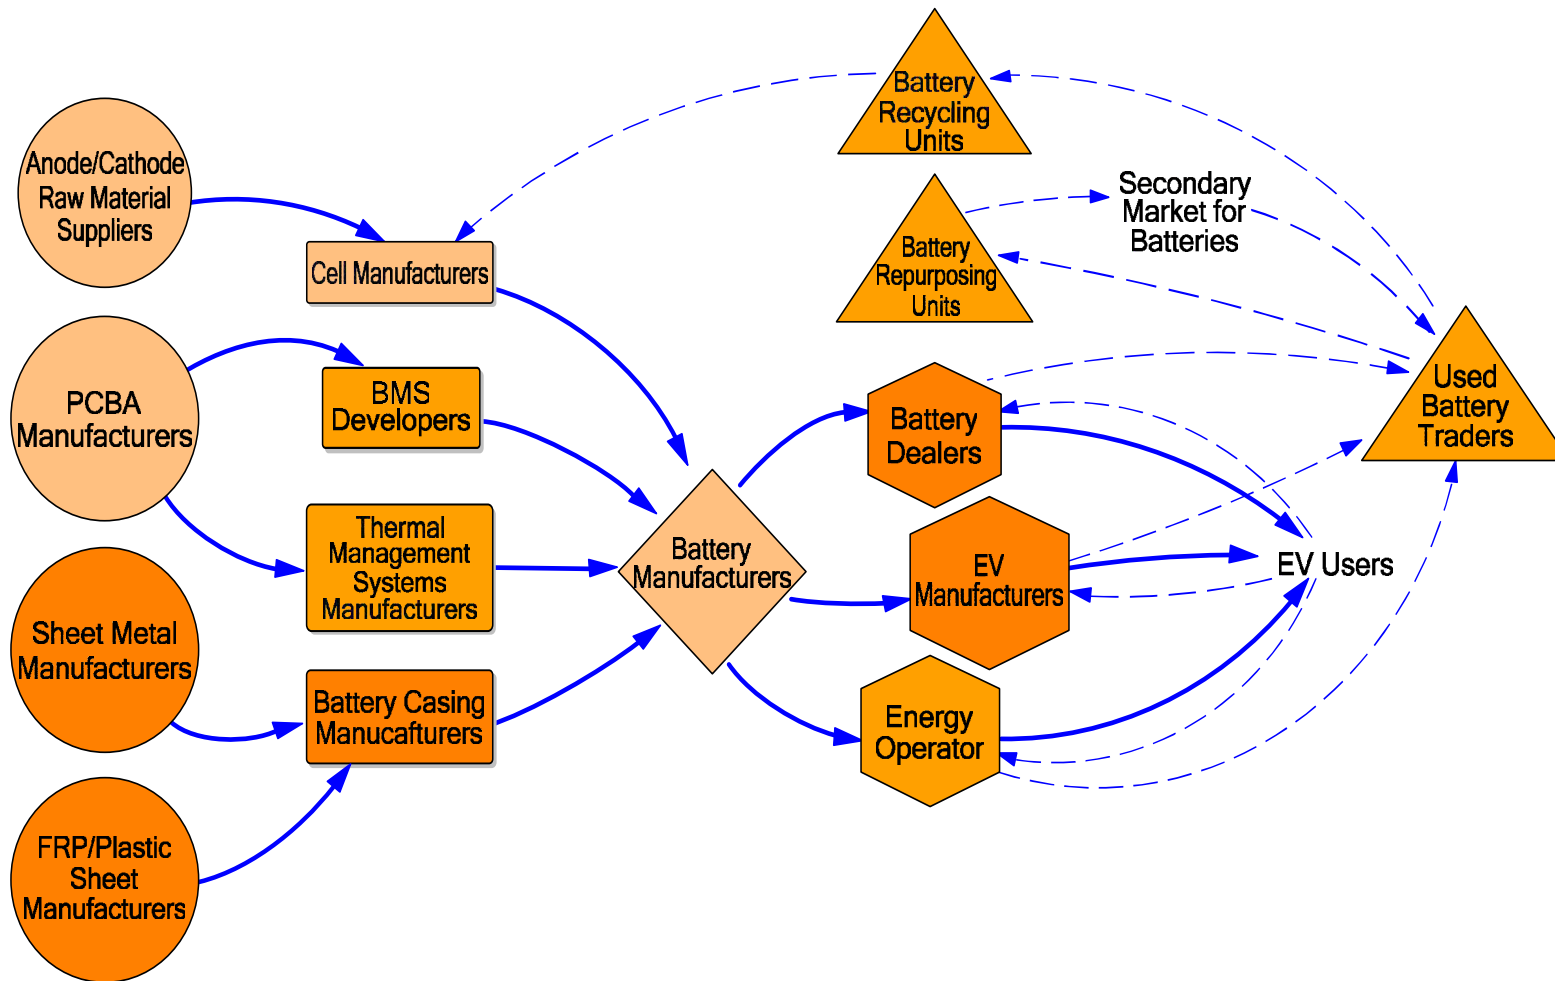 Anode/Cathode
Raw Material
Suppliers
PCBA
Manufacturers
Sheet Metal
Manufacturers
FRP/Plastic
Sheet
Manufacturers
Cell Manufacturers
BMS
Developers
Thermal
Management
Systems
Manufacturers
Battery Casing
Manucafturers
Battery
Manufacturers
Battery
Recycling
Units
Battery
Repurposing
Units
Secondary
Market for
Batteries
Battery
Dealers
EV
Manufacturers
Energy
Operator
EV Users
Used
Battery
Traders